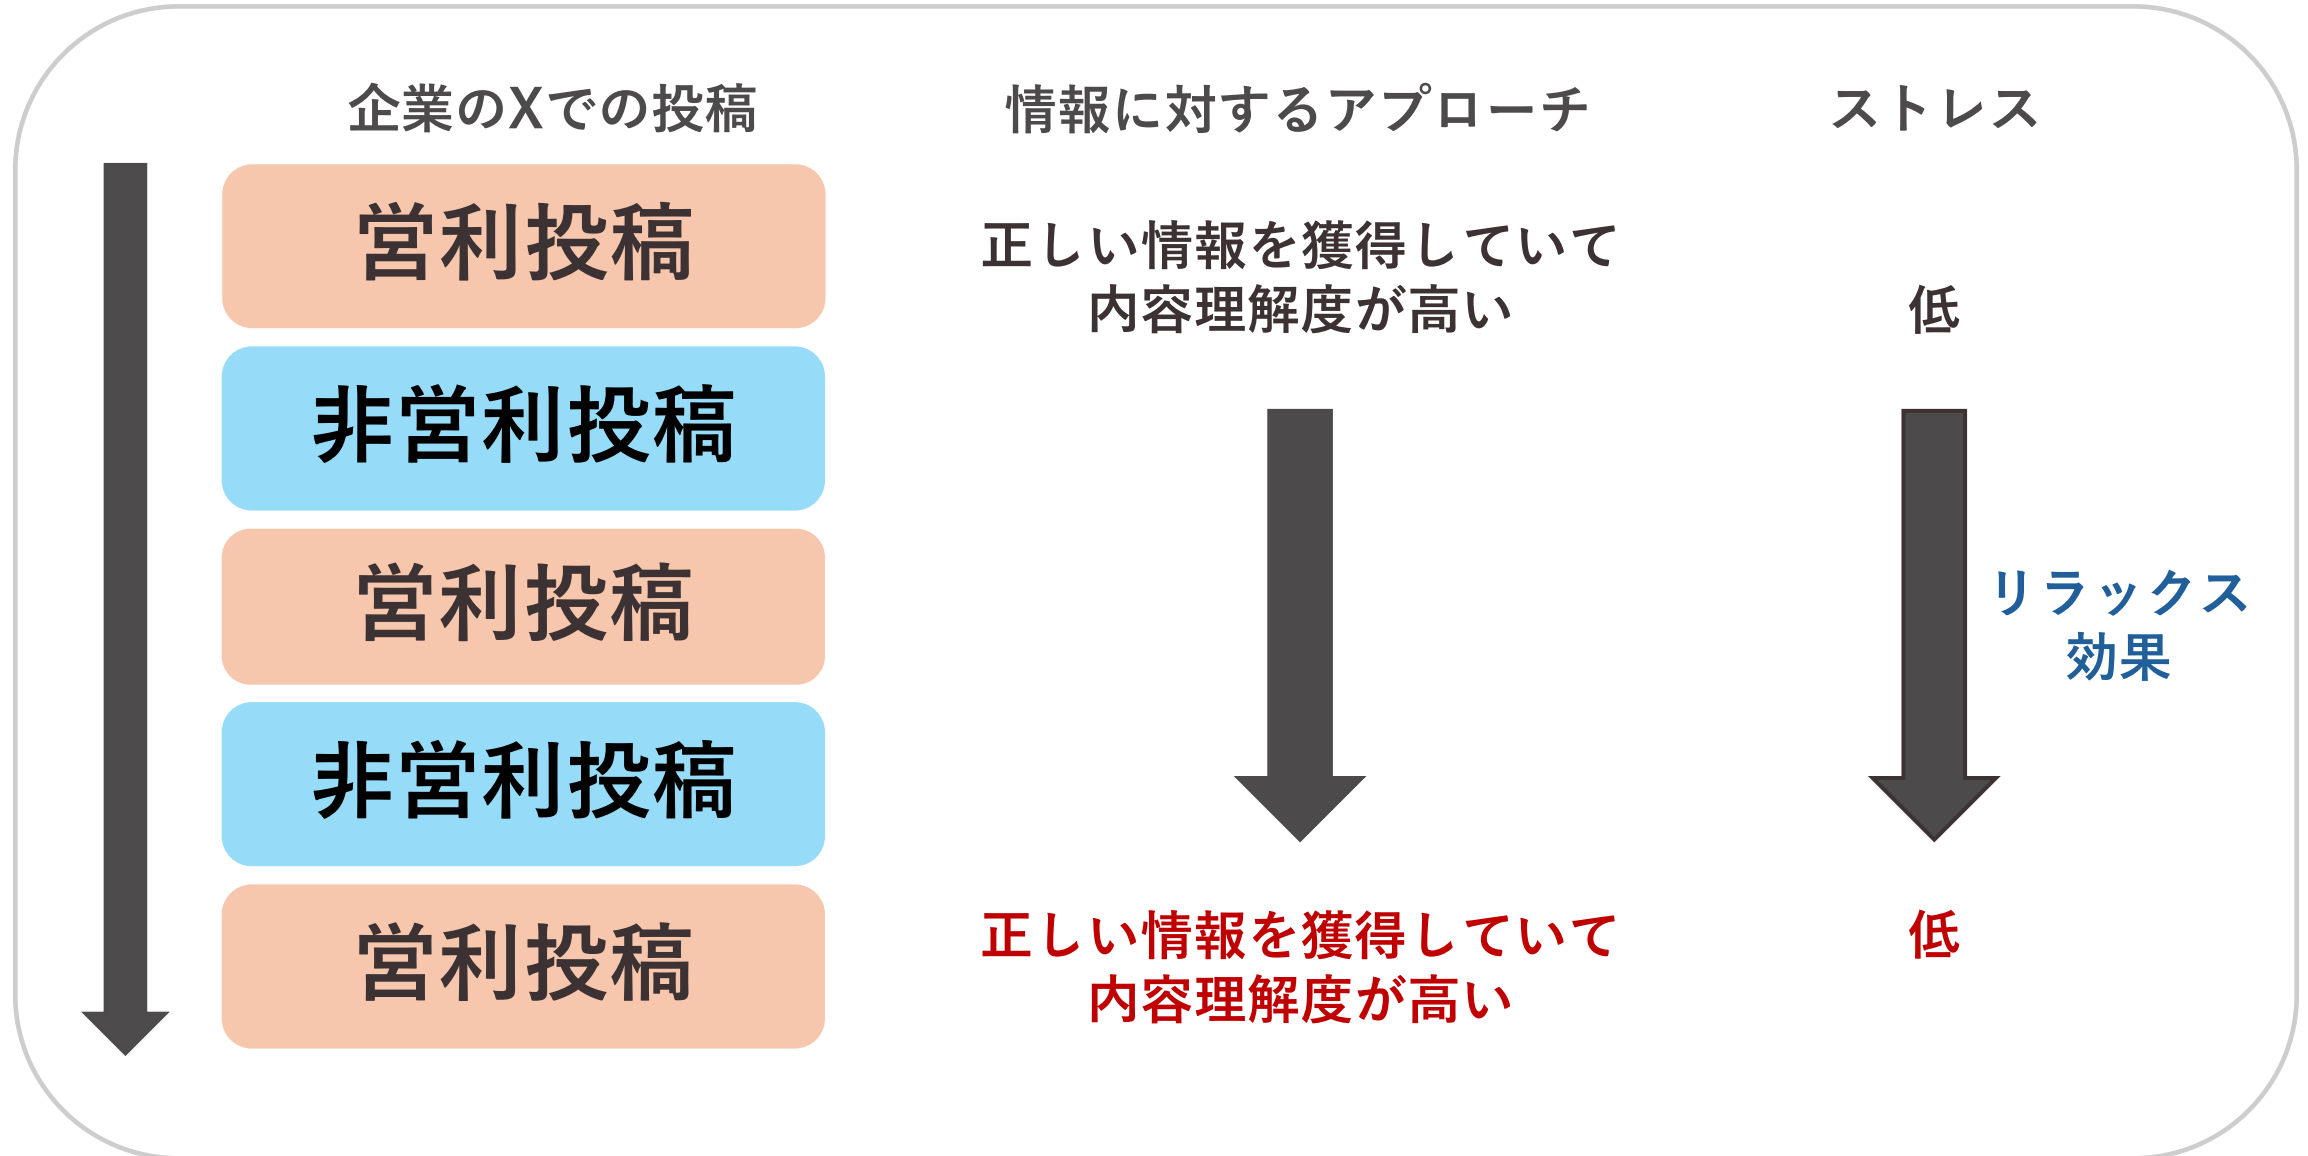 企業のXでの投稿
情報に対するアプローチ
ストレス
営利投稿
正しい情報を獲得していて
内容理解度が高い
低
非営利投稿
営利投稿
リラックス
効果
非営利投稿
営利投稿
正しい情報を獲得していて
内容理解度が高い
低